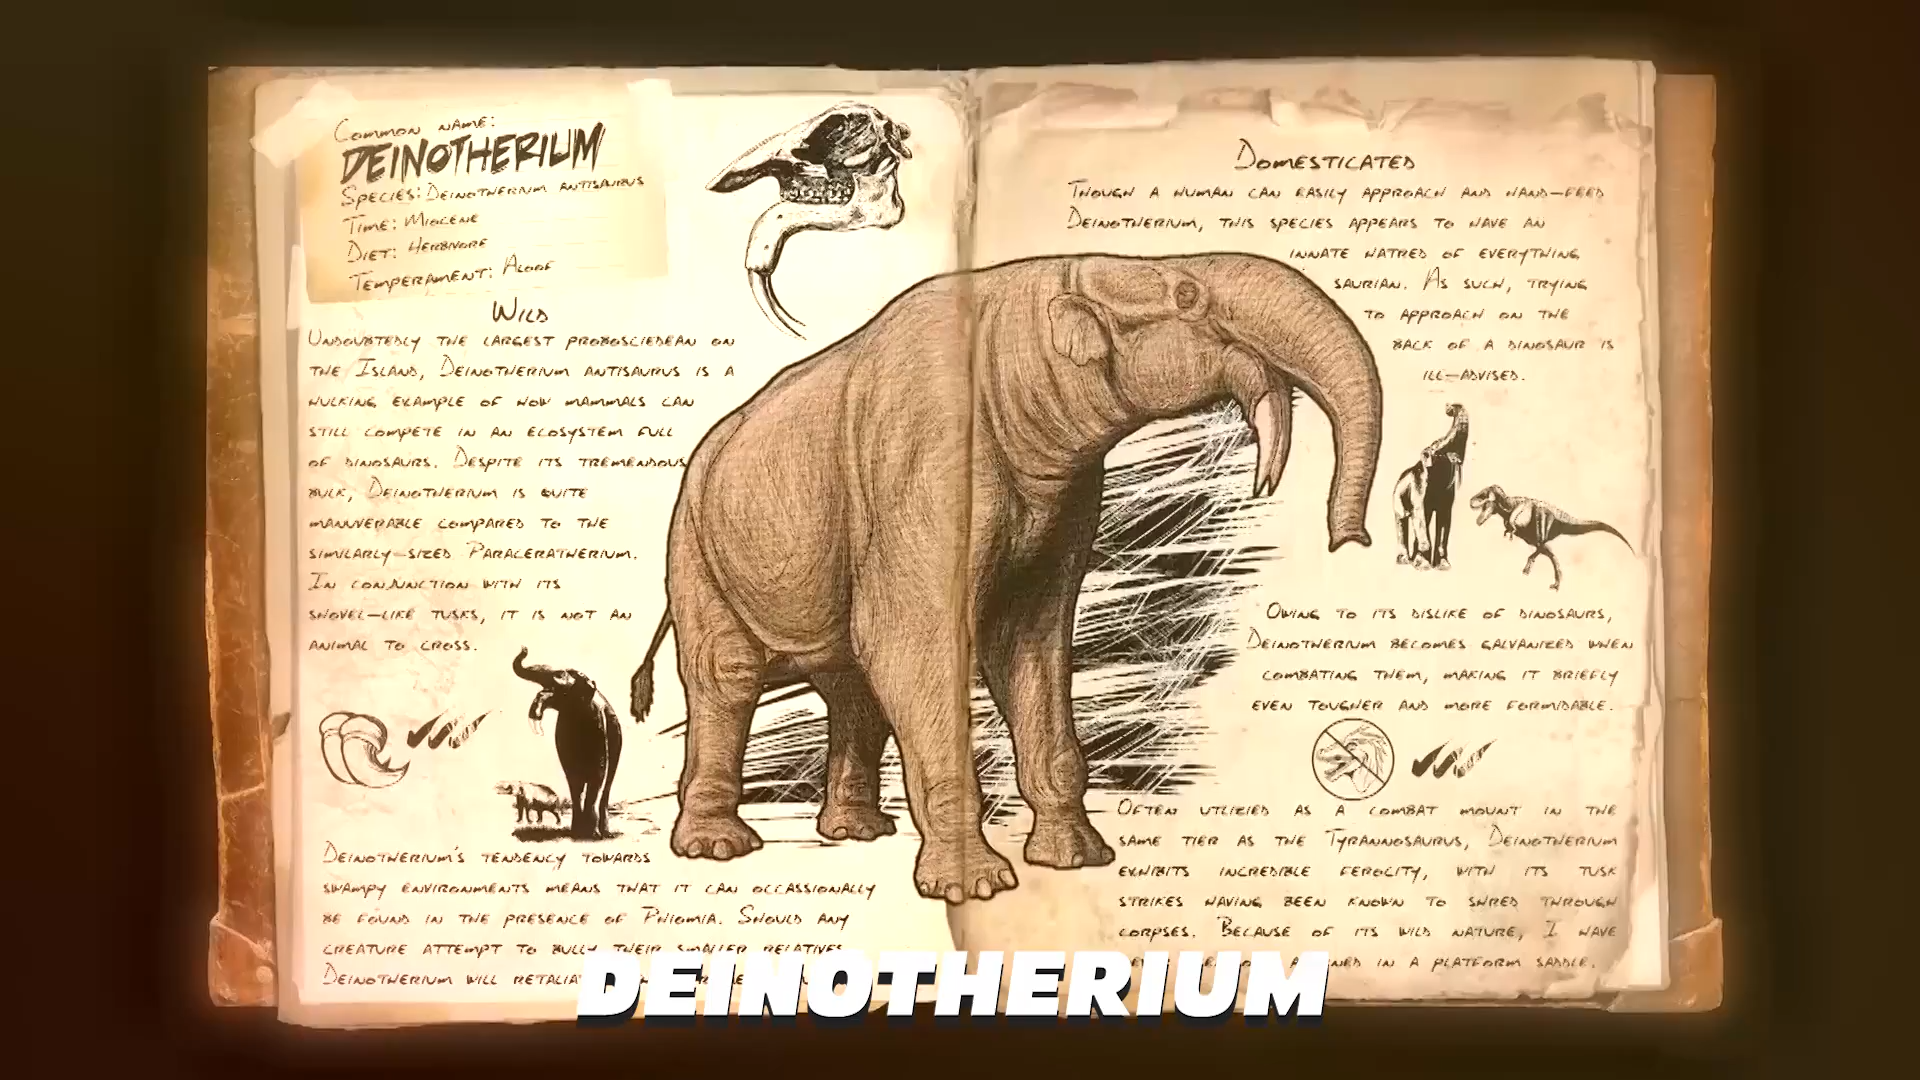 Common name:
DEINOTHERIUM
Species: Deinotherium antisaurus
Time: Miocene
Diet: Herbivore
Temperament: Aloof
Wild
Undoubtedly the largest proboscidean on
the Island, Deinotherium antisaurus is a
hulking example of how mammals can
still compete in an ecosystem full
of dinosaurs. Despite its tremendous
bulk, Deinotherium is quite
manuverable compared to the
similarly-sized Paraceratherium.
In conjunction with its
shovel-like tusks, it is not an
animal to cross.
Deinotherium's tendency towards
swampy environments means that it can occassionally
be found in the presence of Phiomia. Should any
creature attempt to bully their smaller relatives
Deinotherium will
Domesticated
Though a human can easily approach and hand-feed
Deinotherium, this species appears to have an
innate hatred of everything
saurian. As such, trying
to approach on the
back of a dinosaur is
ill-advised.
Owing to its dislike of dinosaurs,
Deinotherium becomes galvanized when
combating them, making it briefly
even tougher and more formidable.
Often utilized as a combat mount in the
same tier as the Tyrannosaurus, Deinotherium
exhibits incredible ferocity, with its tusk
strikes having been known to shred through
corpses. Because of its wild nature, I have
in a platform saddle.
DEINOTHERIUM